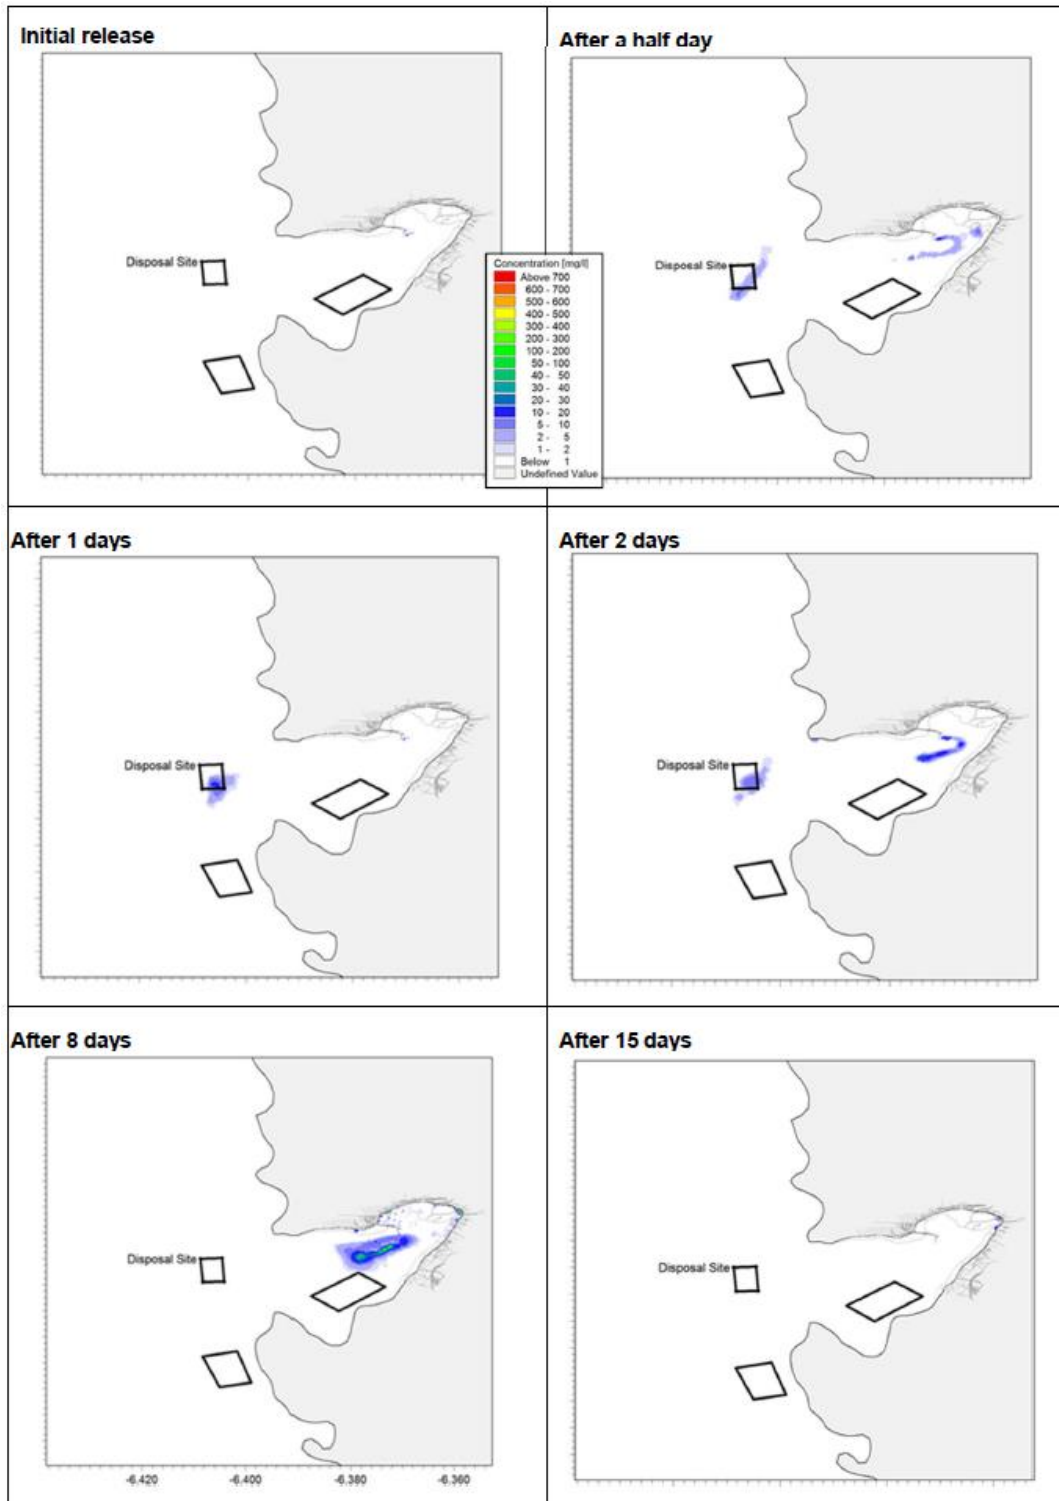 Initial release
After a half day
Disposal Site
Disposal Site
Concentration [mg/l]
Above 700
600 - 700
500 - 600
400 - 500
300 - 400
200 - 300
100 - 200
50 - 100
40 - 50
30 - 40
20 - 30
10 - 20
5 - 10
2 - 5
1 - 2
Below 1
Undefined Value
After 1 days
After 2 days
Disposal Site
Disposal Site
After 8 days
After 15 days
Disposal Site
Disposal Site
-6.420 -6.400 -6.380 -6.360